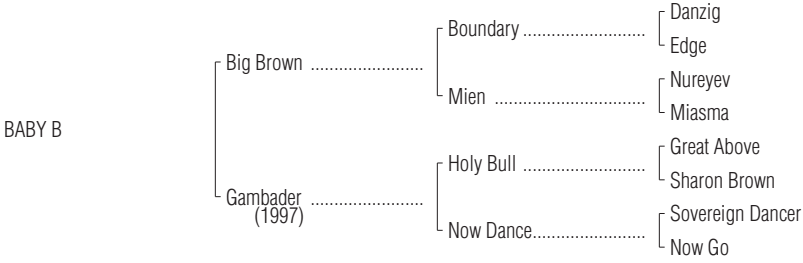 Danzig
Boundary ..........................
Edge
Big Brown ........................
Nureyev
Mien ................................
Miasma
BABY B
Great Above
Holy Bull ..........................
Sharon Brown
Gambader ........................
(1997)
Sovereign Dancer
Now Dance........................
Now Go